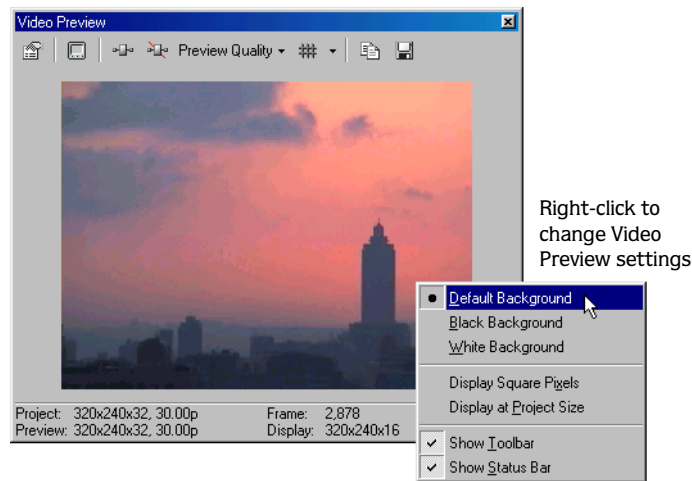 Video Preview
Preview Quality
Right-click to
change Video
Preview settings
Default Background
Black Background
White Background
Display Square Pixels
Display at Project Size
Show Toolbar
Show Status Bar
Project: 320x240x32, 30.00p Frame: 2,878
Preview: 320x240x32, 30.00p Display: 320x240x16